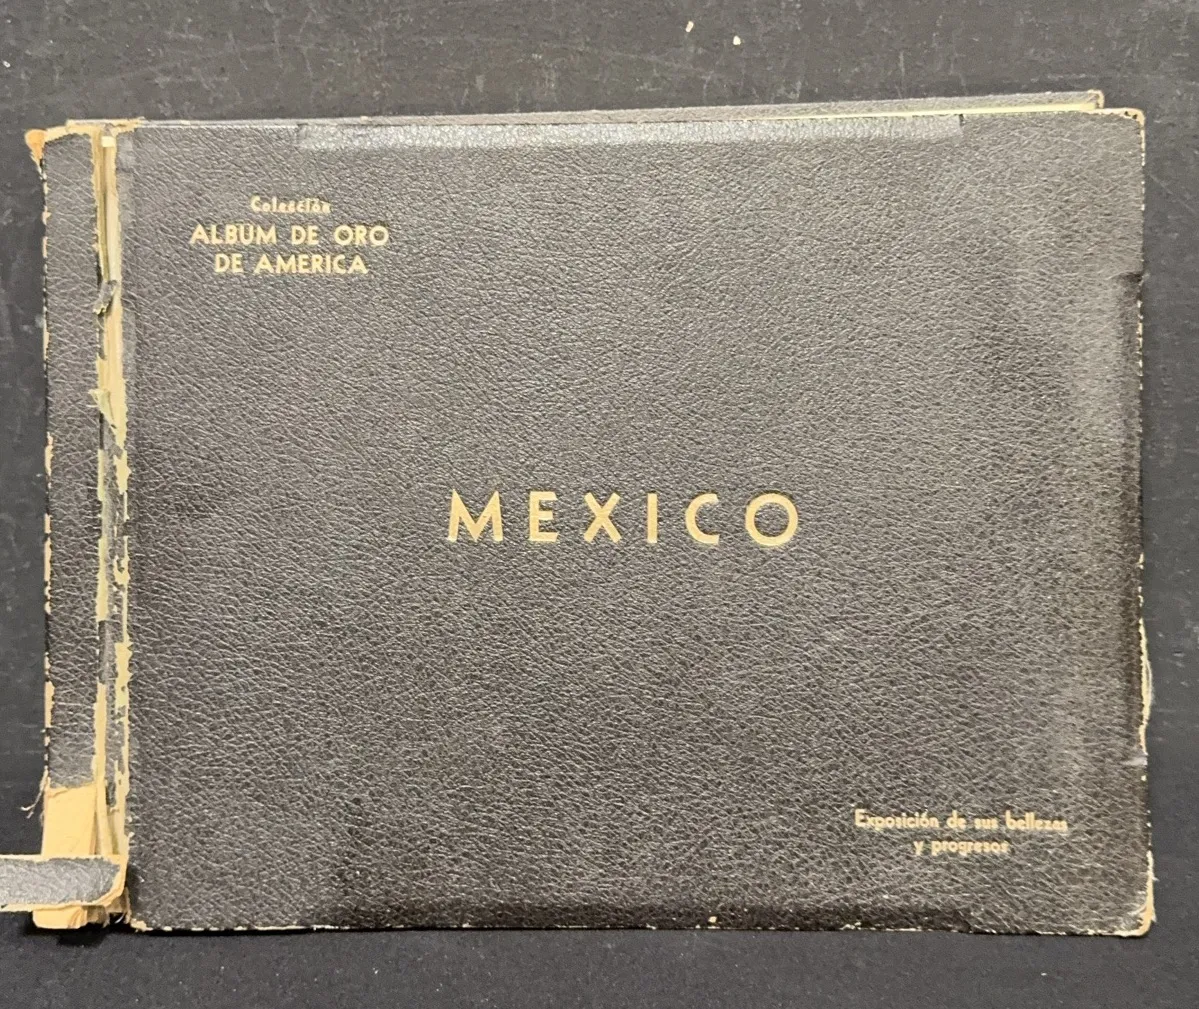 Colección
ALBUM DE ORO
DE AMERICA
MEXICO
Exposición de sus bellezas
y progresos